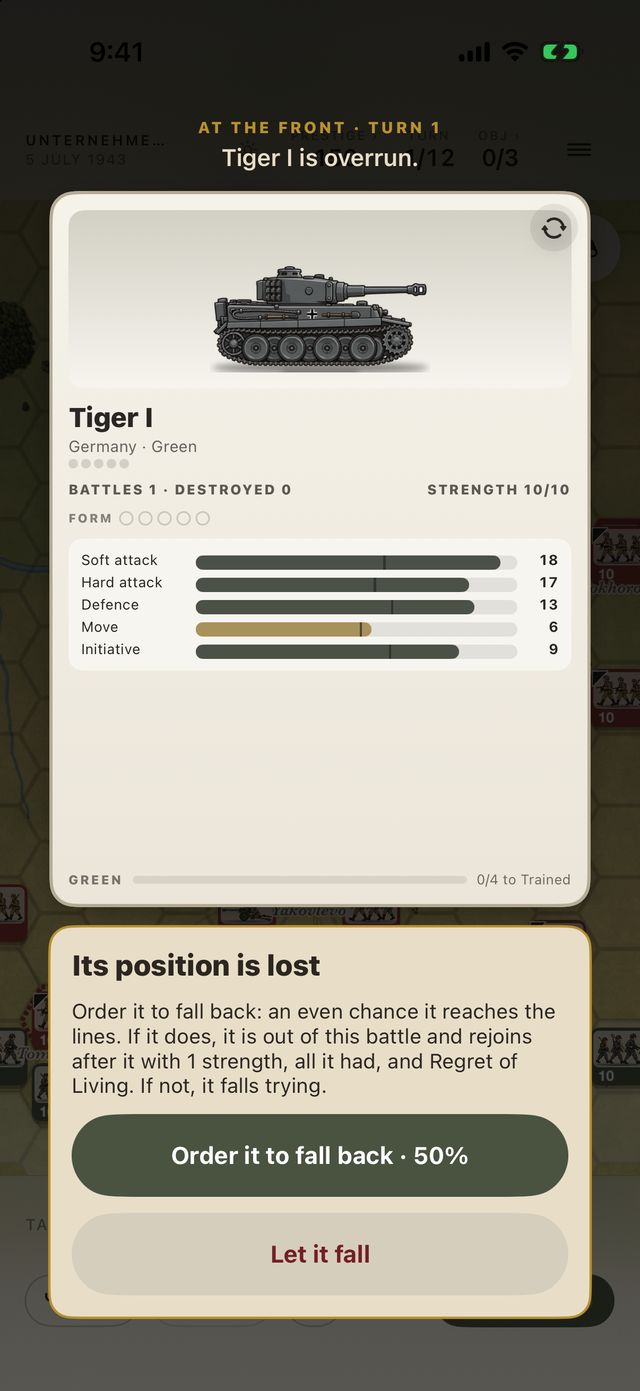 9:41
AT THE FRONT · TURN 1
UNTERNEHME...
PRESTIGE ›
TURN
OBJ ›
5 JULY 1943
1/12
0/3
Tiger I is overrun.
Tiger I
Germany · Green
BATTLES 1 · DESTROYED 0
STRENGTH 10/10
FORM
Soft attack
18
Hard attack
17
Defence
13
Move
6
Initiative
9
10
10
GREEN
0/4 to Trained
Yakovlevo
Its position is lost
Order it to fall back: an even chance it reaches the
lines. If it does, it is out of this battle and rejoins
after it with 1 strength, all it had, and Regret of
Living. If not, it falls trying.
10
Order it to fall back · 50%
Let it fall